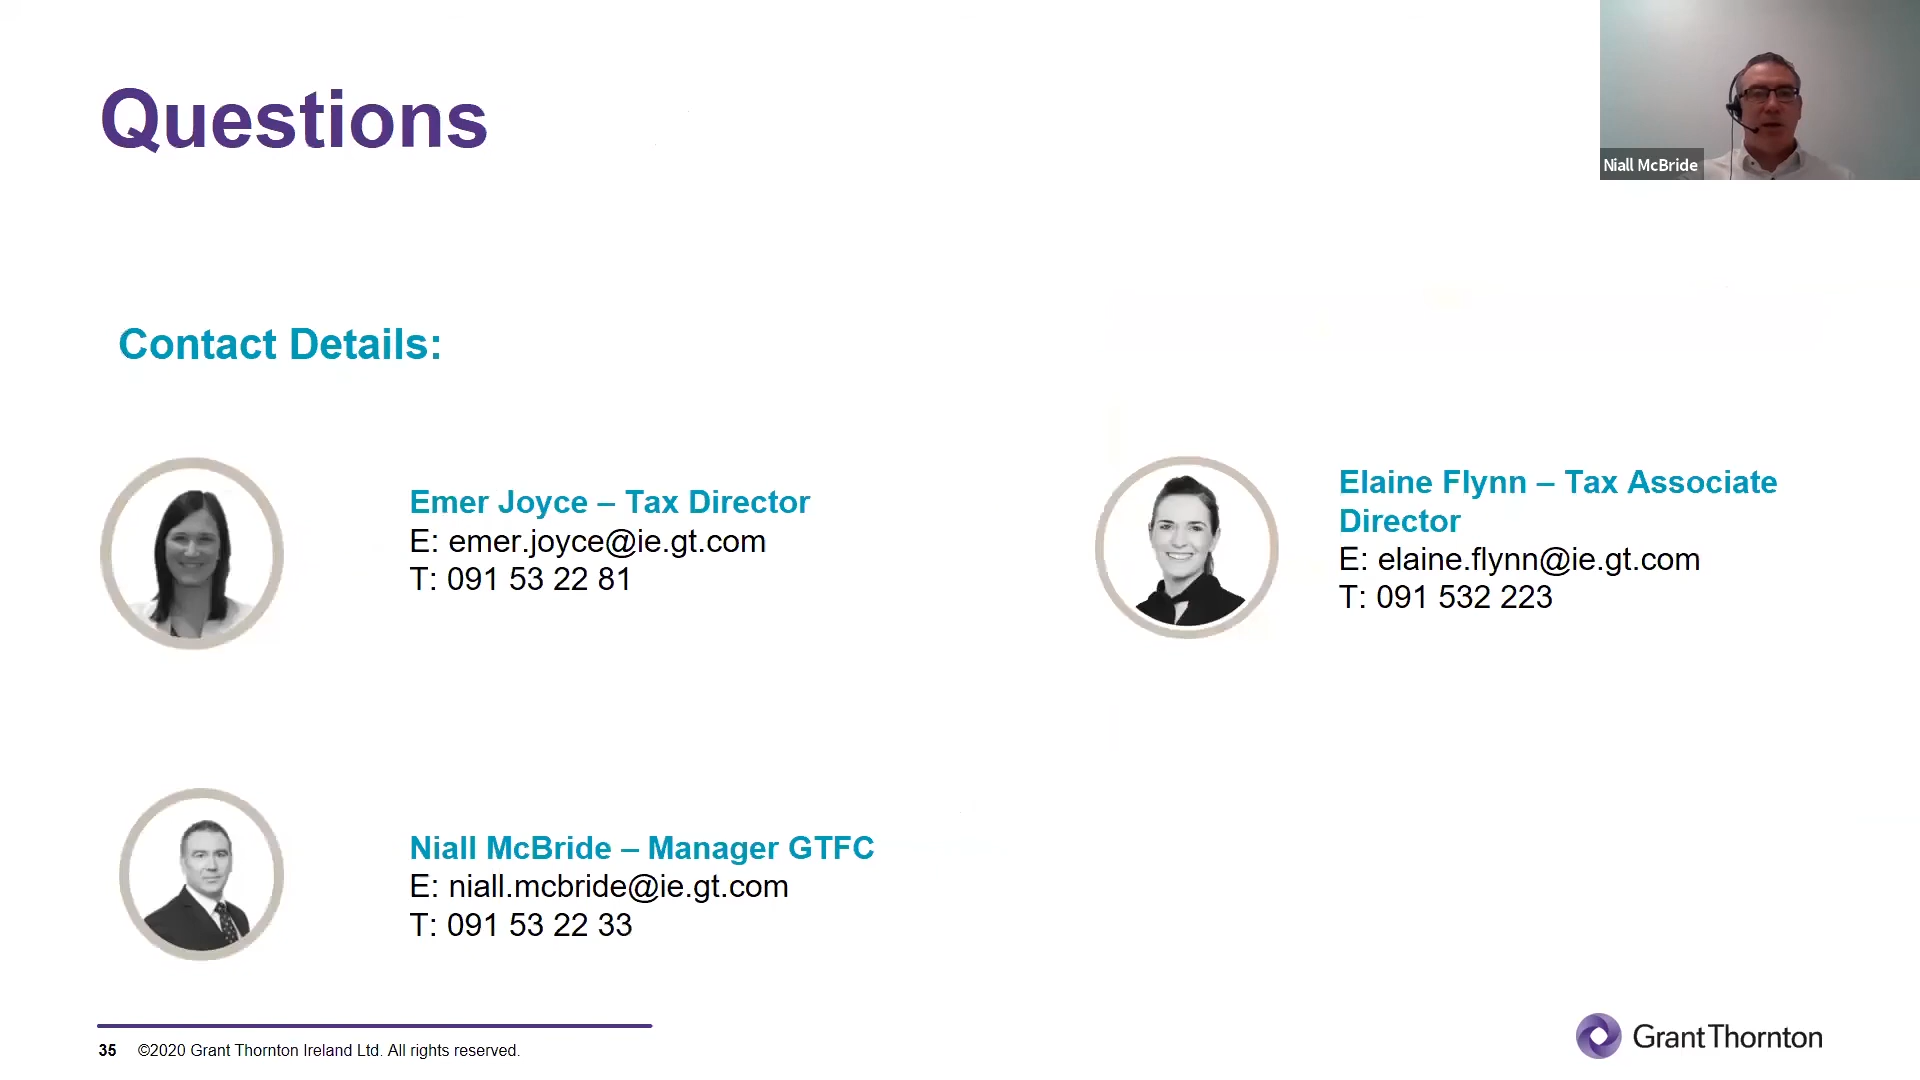 Questions
Niall McBride
Contact Details:
Emer Joyce – Tax Director
E: emer.joyce@ie.gt.com
T: 091 53 22 81
Elaine Flynn – Tax Associate
Director
E: elaine.flynn@ie.gt.com
T: 091 532 223
Niall McBride – Manager GTFC
E: niall.mcbride@ie.gt.com
T: 091 53 22 33
35 ©2020 Grant Thornton Ireland Ltd. All rights reserved.
Grant Thornton